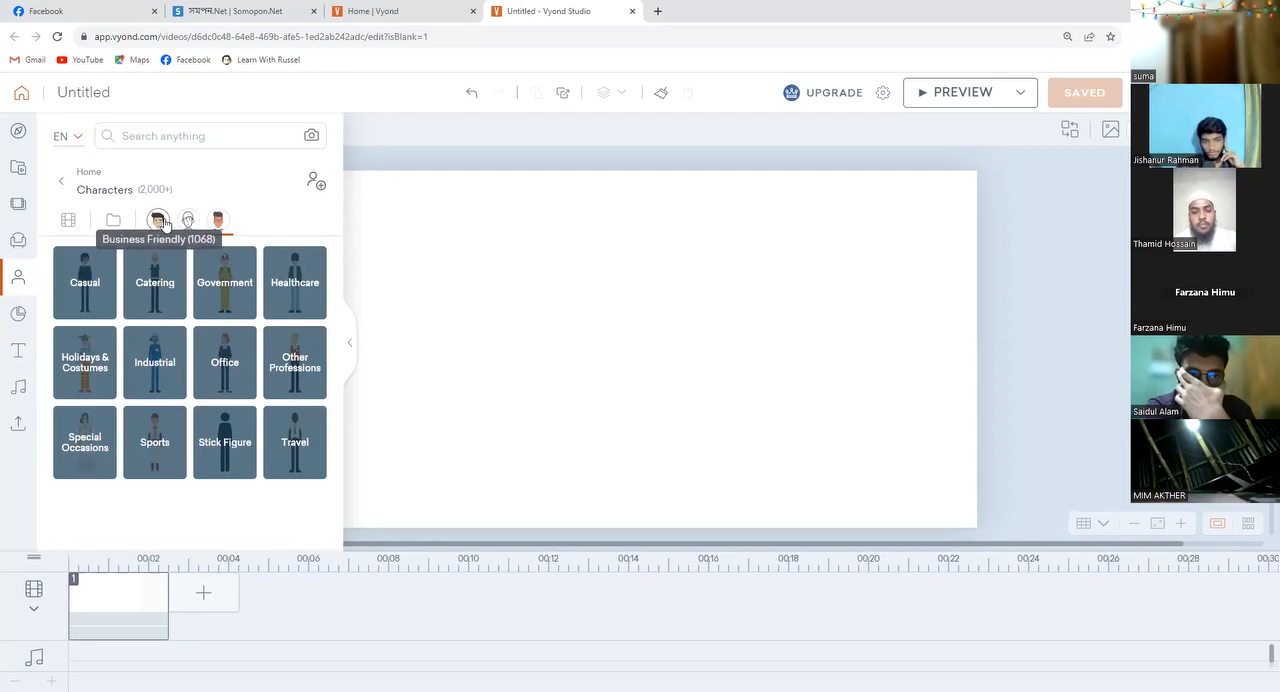 Facebook
সমপন.Net | Somopon.Net
Home | Vyond
Untitled - Vyond Studio
app.vyond.com/videos/d6dc0c48-64e8-469b-afe5-1ed2ab242adc/edit?isBlank=1
Gmail
YouTube
Maps
Facebook
Learn With Russel
Untitled
UPGRADE
PREVIEW
SAVED
EN
Search anything
Home
Characters (2,000+)
Business Friendly (1068)
Casual
Catering
Government
Healthcare
Holidays &
Costumes
Industrial
Office
Other
Professions
Special
Occasions
Sports
Stick Figure
Travel
suma
Jishanur Rahman
Thamid Hossain
Farzana Himu
Farzana Himu
Saidul Alam
MIM AKTHER
00:02 00:04 00:06 00:08 00:10 00:12 00:14 00:16 00:18 00:20 00:22 00:24 00:26 00:28 00:30
1